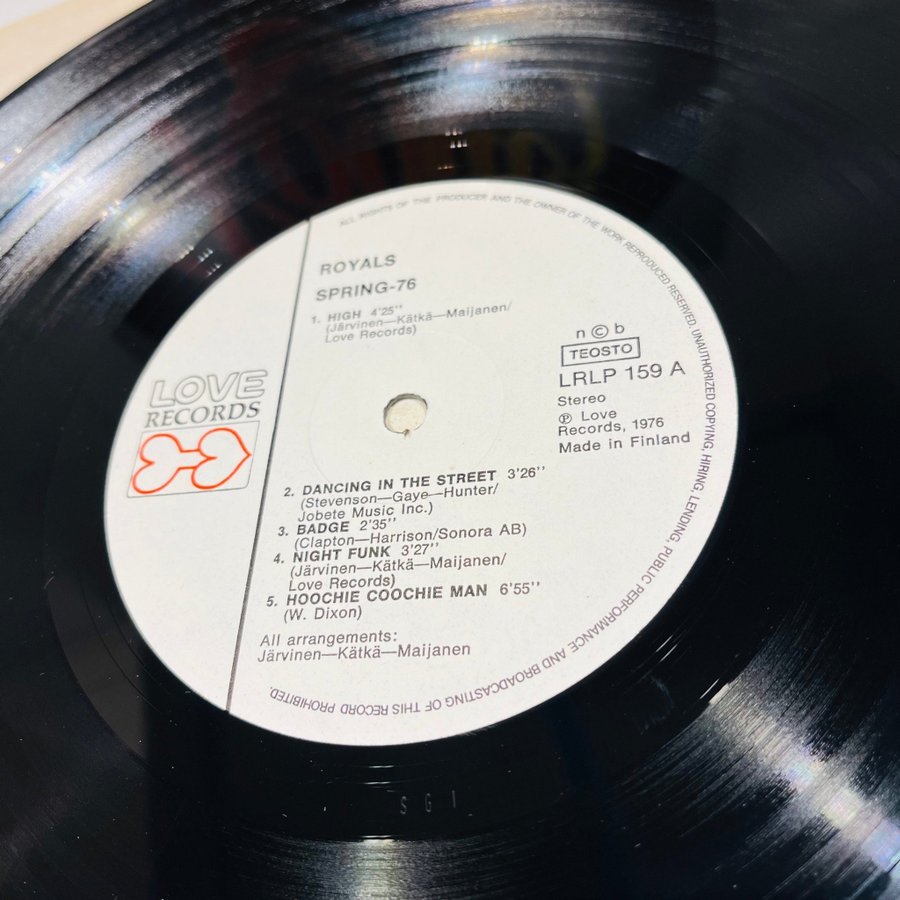 ALL RIGHTS OF THE PRODUCER AND THE OWNER OF THE WORK REPRODUCED RESERVED. UNAUTHORIZED COPYING, HIRING, LENDING, PUBLIC PERFORMANCE AND BROADCASTING OF THIS RECORD PROHIBITED.
ROYALS
SPRING-76
1. HIGH 4'25''
(Järvinen—Kätkä—Maijanen/
Love Records)
LOVE
RECORDS
n © b
TEOSTO
LRLP 159 A
Stereo
℗ Love
Records, 1976
Made in Finland
2. DANCING IN THE STREET 3'26''
(Stevenson—Gaye—Hunter/
Jobete Music Inc.)
3. BADGE 2'35''
(Clapton—Harrison/Sonora AB)
4. NIGHT FUNK 3'27''
(Järvinen—Kätkä—Maijanen/
Love Records)
5. HOOCHIE COOCHIE MAN 6'55''
(W. Dixon)
All arrangements:
Järvinen—Kätkä—Maijanen
SGI